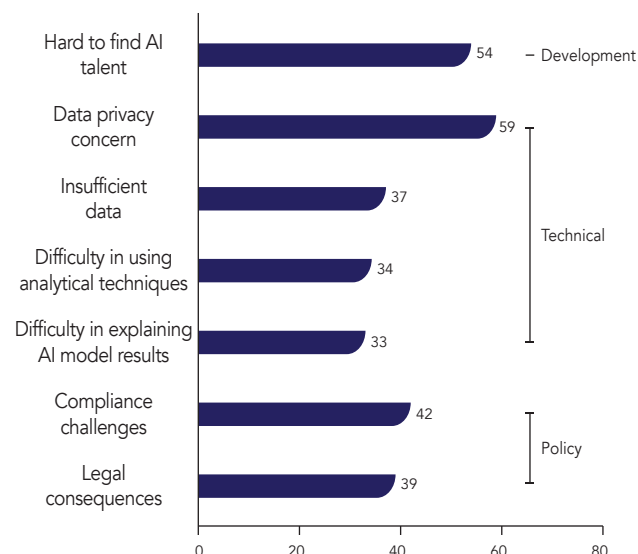 Hard to find AI
talent
54
Development
Data privacy
concern
59
Insufficient
data
37
Technical
Difficulty in using
analytical techniques
34
Difficulty in explaining
AI model results
33
Compliance
challenges
42
Policy
Legal
consequences
39
0 20 40 60 80